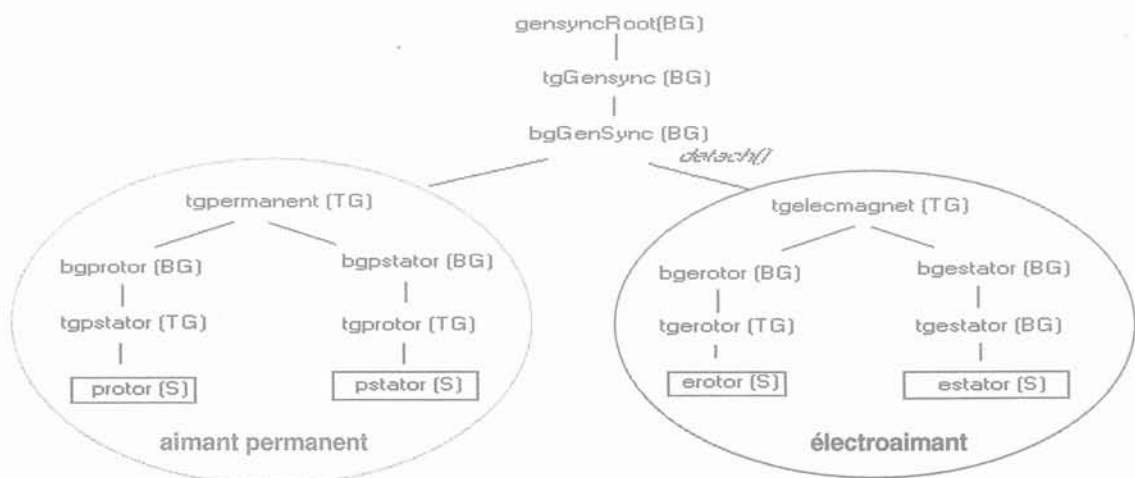 gensyncRoot(BG)
tgGensync (BG)
bgGenSync (BG)
detach()
tgpermanent (TG)
bgprotor (BG)
bgpstator (BG)
tgpstator (TG)
tgprotor (TG)
protor (S)
pstator (S)
aimant permanent
tgelecmagnet (TG)
bgerotor (BG)
bgestator (BG)
tgerotor (TG)
tgestator (BG)
erotor (S)
estator (S)
électroaimant